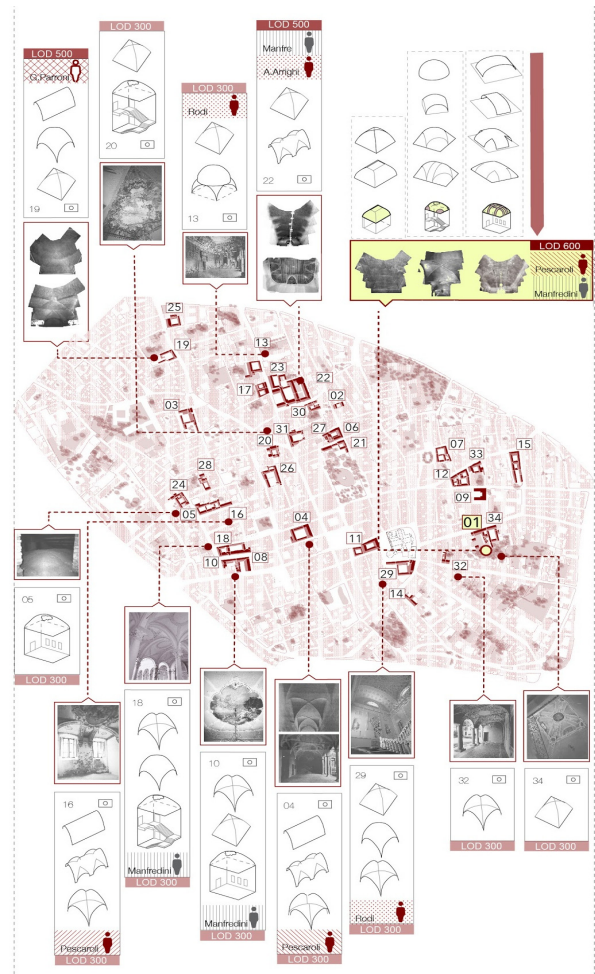 LOD 500
G.Parroni
19
LOD 300
20
LOD 300
Rodi
13
LOD 500
Manfre
A.Arrighi
22
LOD 600
Pescaroli
Manfredini
25
19
13
23
17
22
02
30
03
31
27
06
20
21
07
33
15
12
26
28
24
09
05
16
01
34
04
18
11
10
08
29
32
14
05
LOD 300
16
Pescaroli
LOD 300
18
Manfredini
LOD 300
10
Manfredini
LOD 300
04
Pescaroli
LOD 300
29
Rodi
LOD 300
32
LOD 300
34
LOD 300